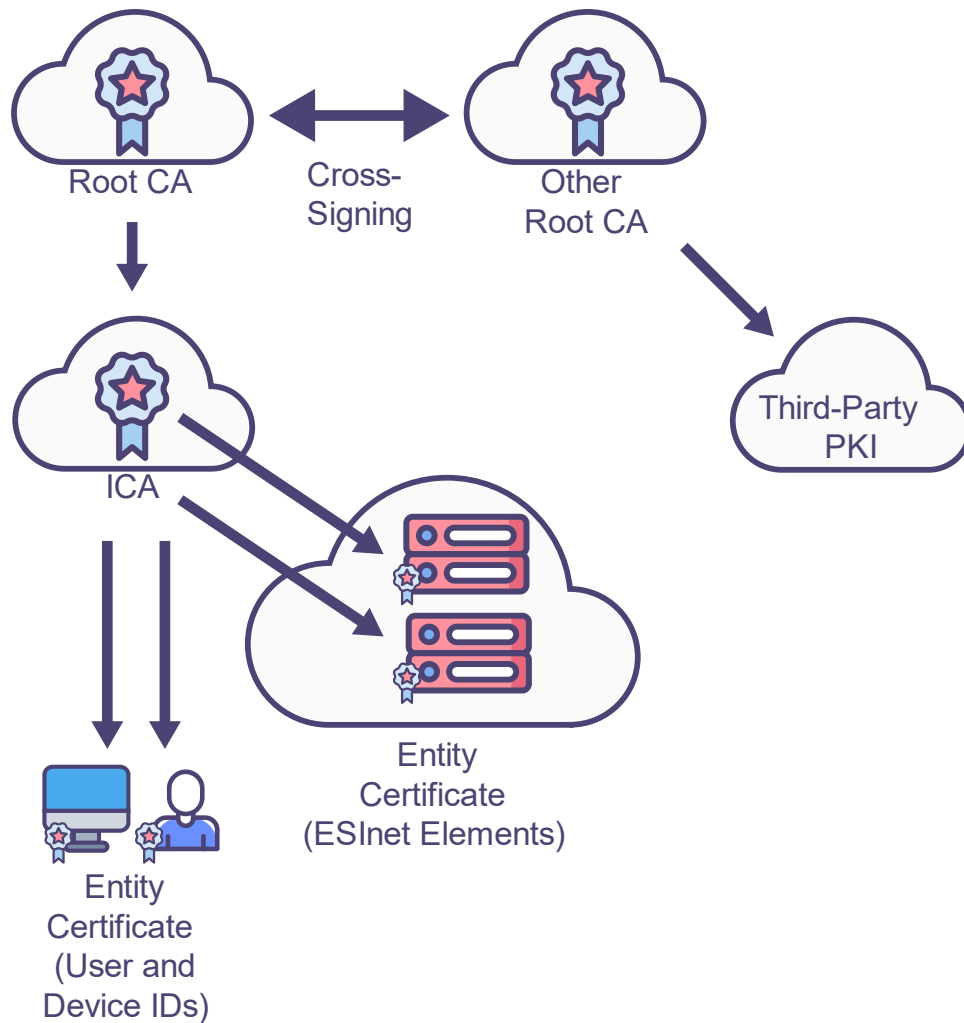 Root CA
Cross-
Signing
Other
Root CA
Third-Party
PKI
ICA
Entity
Certificate
(ESInet Elements)
Entity
Certificate
(User and
Device IDs)